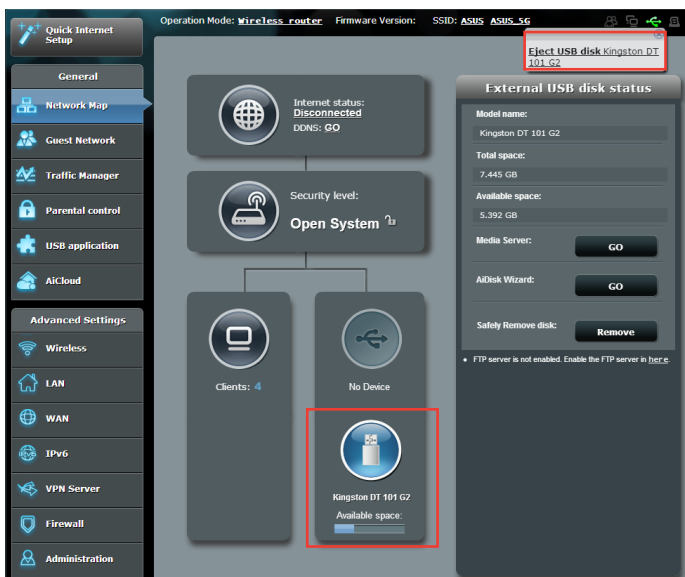 Quick Internet
Setup
Operation Mode: Wireless router Firmware Version: SSID: ASUS ASUS_5G
Eject USB disk Kingston DT
101 G2
General
Network Map
Guest Network
Traffic Manager
Parental control
USB application
AiCloud
Advanced Settings
Wireless
LAN
WAN
IPv6
VPN Server
Firewall
Administration
Internet status:
Disconnected
DDNS: GO
Security level:
Open System
Clients: 4
No Device
Kingston DT 101 G2
Available space:
External USB disk status
Model name:
Kingston DT 101 G2
Total space:
7.445 GB
Available space:
5.392 GB
Media Server: GO
AiDisk Wizard: GO
Safely Remove disk: Remove
• FTP server is not enabled. Enable the FTP server in here.